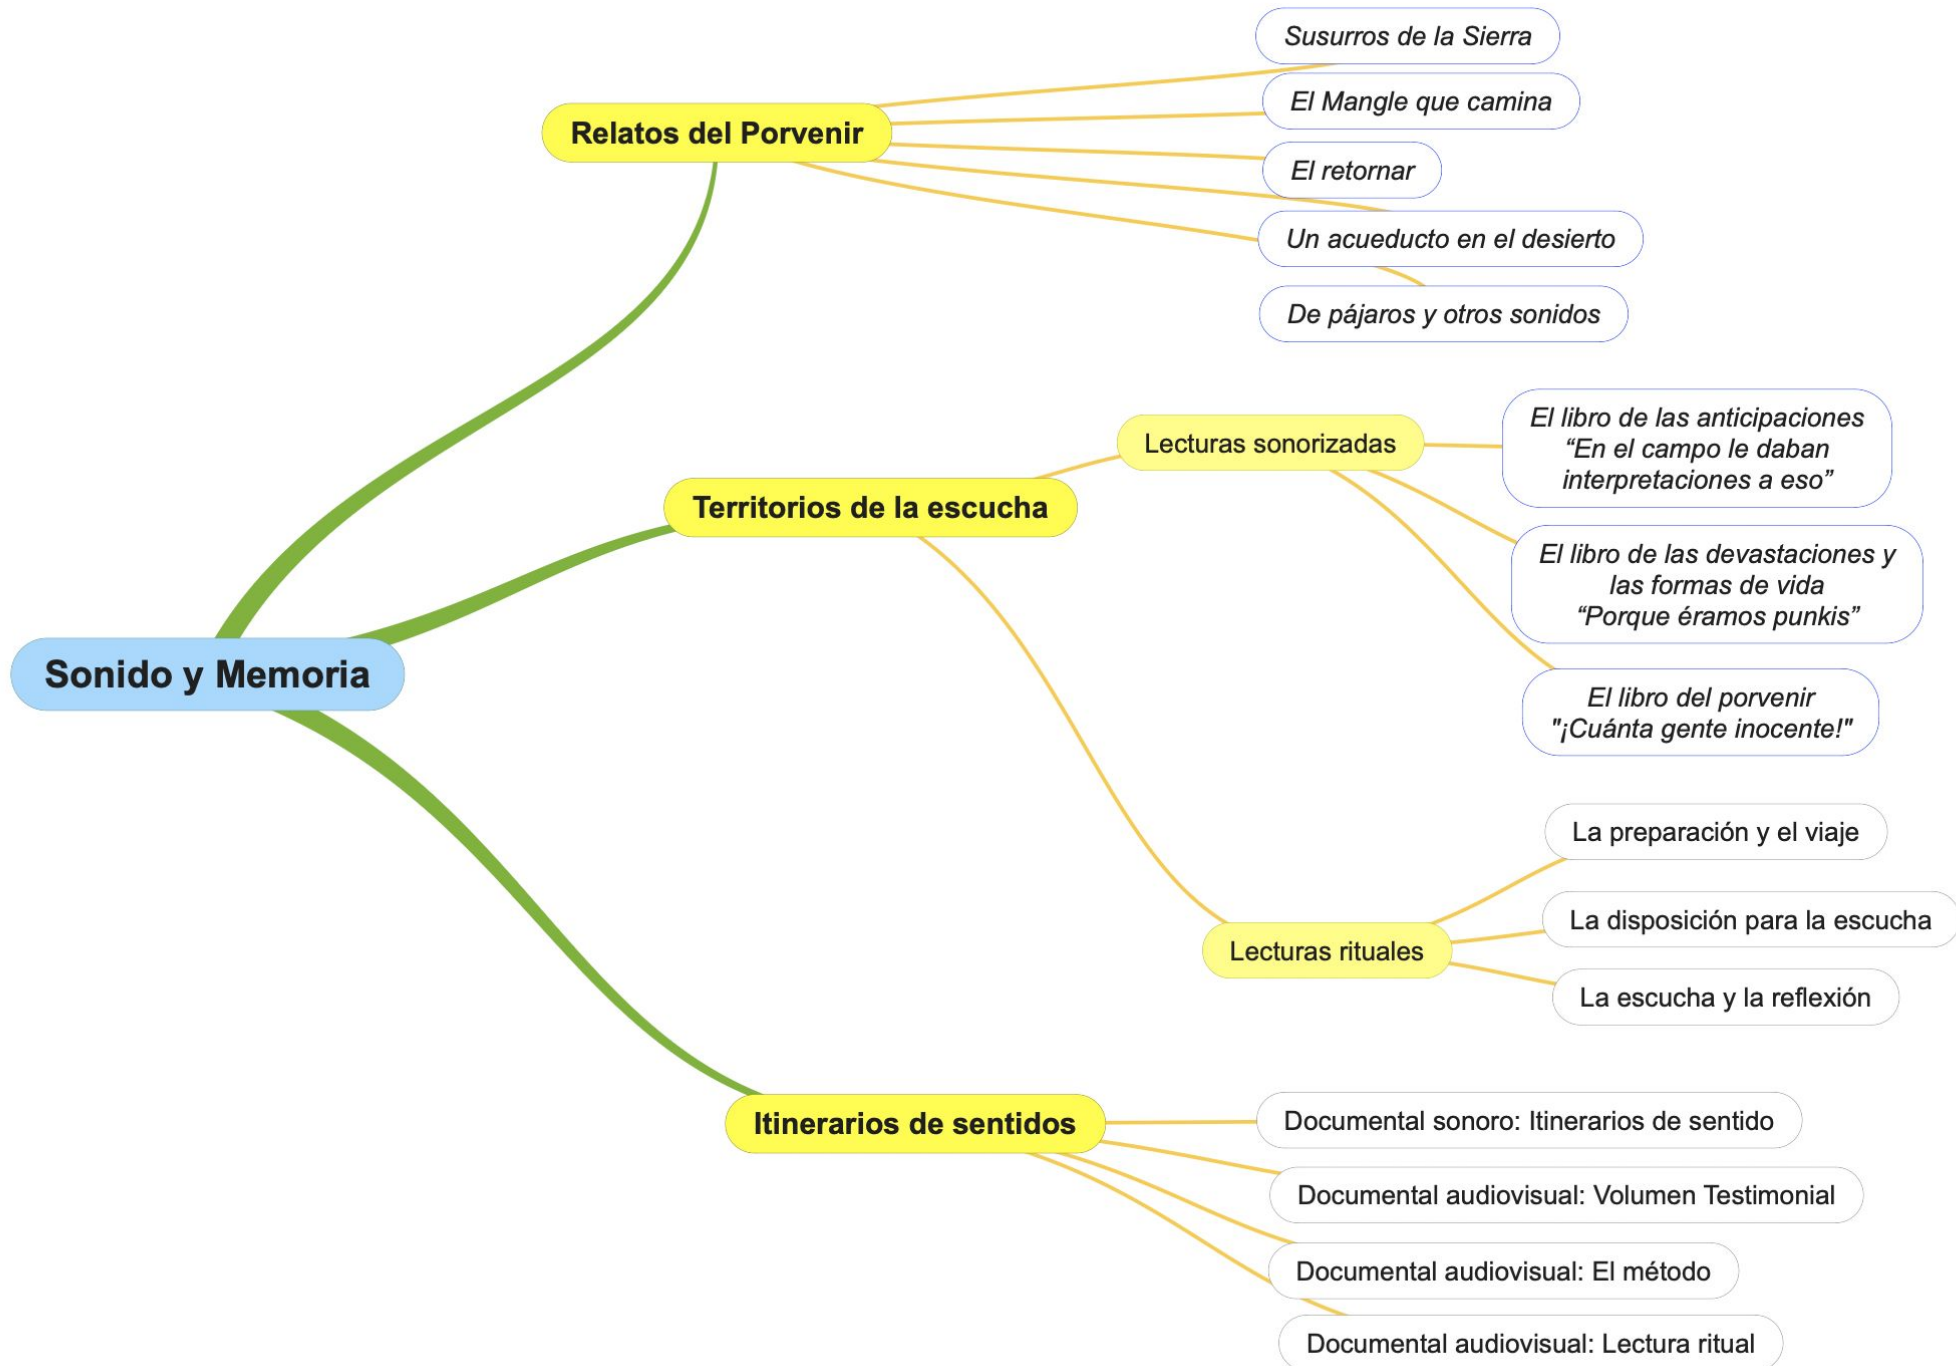 Sonido y Memoria
Relatos del Porvenir
Susurros de la Sierra
El Mangle que camina
El retornar
Un acueducto en el desierto
De pájaros y otros sonidos
Territorios de la escucha
Lecturas sonorizadas
El libro de las anticipaciones
“En el campo le daban
interpretaciones a eso”
El libro de las devastaciones y
las formas de vida
“Porque éramos punkis”
El libro del porvenir
"¡Cuánta gente inocente!"
Lecturas rituales
La preparación y el viaje
La disposición para la escucha
La escucha y la reflexión
Itinerarios de sentidos
Documental sonoro: Itinerarios de sentido
Documental audiovisual: Volumen Testimonial
Documental audiovisual: El método
Documental audiovisual: Lectura ritual